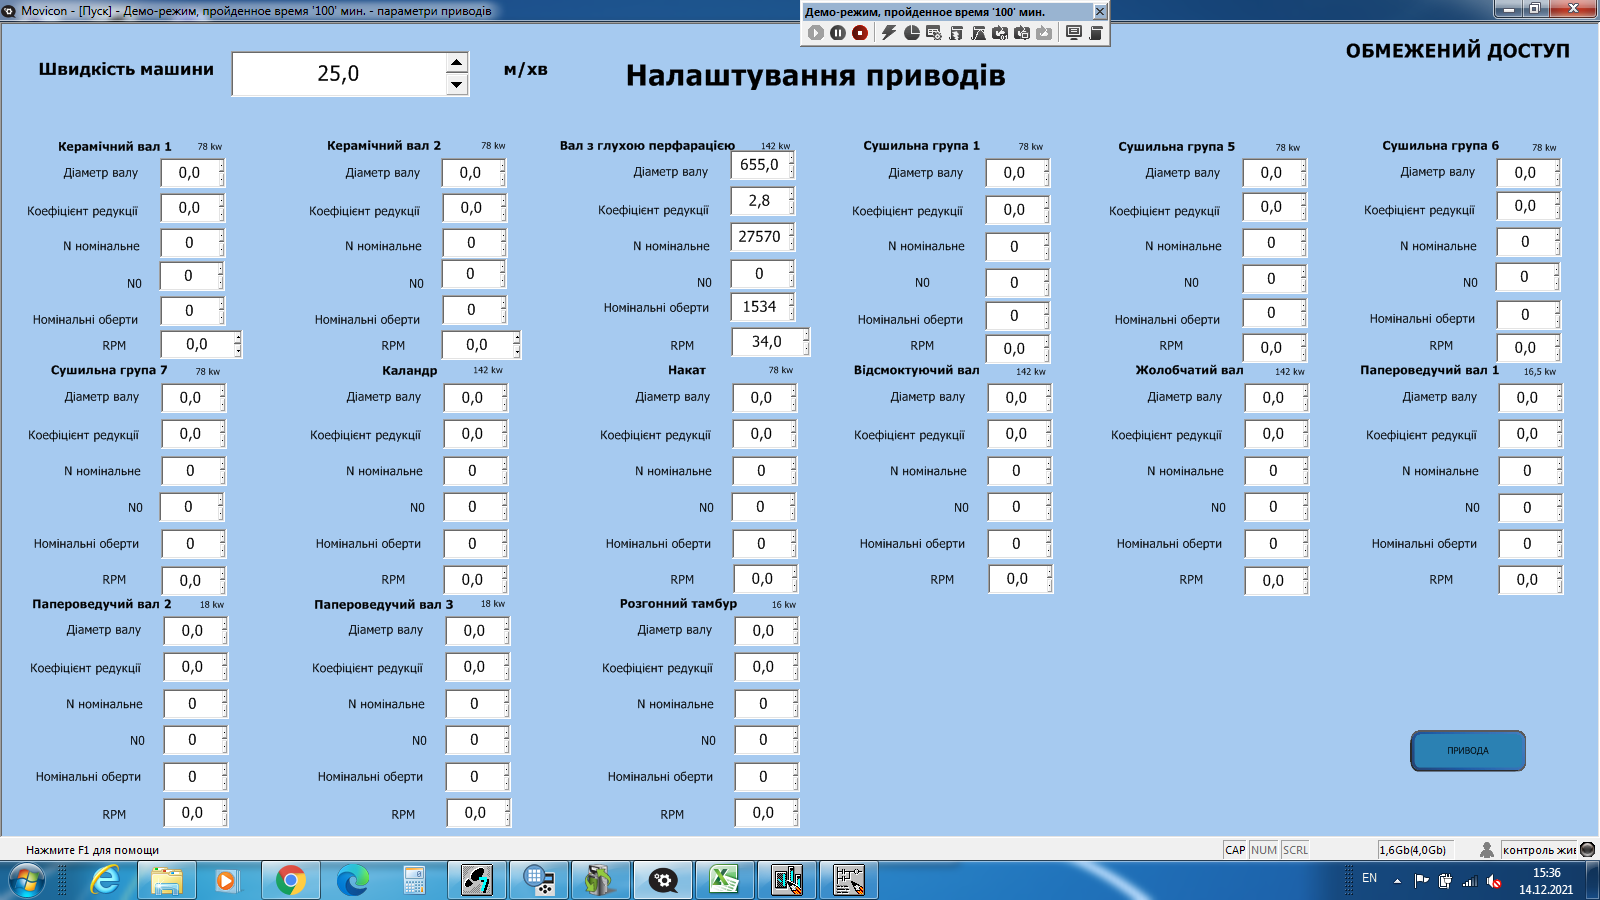 Movicon - [Пуск] - Демо-режим, пройденное время '100' мин. - параметри приводів
Демо-режим, пройденное время '100' мин.
ОБМЕЖЕНИЙ ДОСТУП
Швидкість машини 25,0 м/хв
Налаштування приводів
Керамічний вал 1 78 kw
Діаметр валу 0,0
Коефіцієнт редукції 0,0
N номінальне 0
N0 0
Номінальні оберти 0
RPM 0,0
Керамічний вал 2 78 kw
Діаметр валу 0,0
Коефіцієнт редукції 0,0
N номінальне 0
N0 0
Номінальні оберти 0
RPM 0,0
Вал з глухою перфарацією 142 kw
Діаметр валу 655,0
Коефіцієнт редукції 2,8
N номінальне 27570
N0 0
Номінальні оберти 1534
RPM 34,0
Сушильна група 1 78 kw
Діаметр валу 0,0
Коефіцієнт редукції 0,0
N номінальне 0
N0 0
Номінальні оберти 0
RPM 0,0
Сушильна група 5 78 kw
Діаметр валу 0,0
Коефіцієнт редукції 0,0
N номінальне 0
N0 0
Номінальні оберти 0
RPM 0,0
Сушильна група 6 78 kw
Діаметр валу 0,0
Коефіцієнт редукції 0,0
N номінальне 0
N0 0
Номінальні оберти 0
RPM 0,0
Сушильна група 7 78 kw
Діаметр валу 0,0
Коефіцієнт редукції 0,0
N номінальне 0
N0 0
Номінальні оберти 0
RPM 0,0
Каландр 142 kw
Діаметр валу 0,0
Коефіцієнт редукції 0,0
N номінальне 0
N0 0
Номінальні оберти 0
RPM 0,0
Накат 78 kw
Діаметр валу 0,0
Коефіцієнт редукції 0,0
N номінальне 0
N0 0
Номінальні оберти 0
RPM 0,0
Відсмоктуючий вал 142 kw
Діаметр валу 0,0
Коефіцієнт редукції 0,0
N номінальне 0
N0 0
Номінальні оберти 0
RPM 0,0
Жолобчатий вал 142 kw
Діаметр валу 0,0
Коефіцієнт редукції 0,0
N номінальне 0
N0 0
Номінальні оберти 0
RPM 0,0
Папероведучий вал 1 16,5 kw
Діаметр валу 0,0
Коефіцієнт редукції 0,0
N номінальне 0
N0 0
Номінальні оберти 0
RPM 0,0
Папероведучий вал 2 18 kw
Діаметр валу 0,0
Коефіцієнт редукції 0,0
N номінальне 0
N0 0
Номінальні оберти 0
RPM 0,0
Папероведучий вал 3 18 kw
Діаметр валу 0,0
Коефіцієнт редукції 0,0
N номінальне 0
N0 0
Номінальні оберти 0
RPM 0,0
Розгонний тамбур 16 kw
Діаметр валу 0,0
Коефіцієнт редукції 0,0
N номінальне 0
N0 0
Номінальні оберти 0
RPM 0,0
ПРИВОДА
Нажмите F1 для помощи
CAP NUM SCRL 1,6Gb(4,0Gb) контроль жив
EN 15:36
14.12.2021